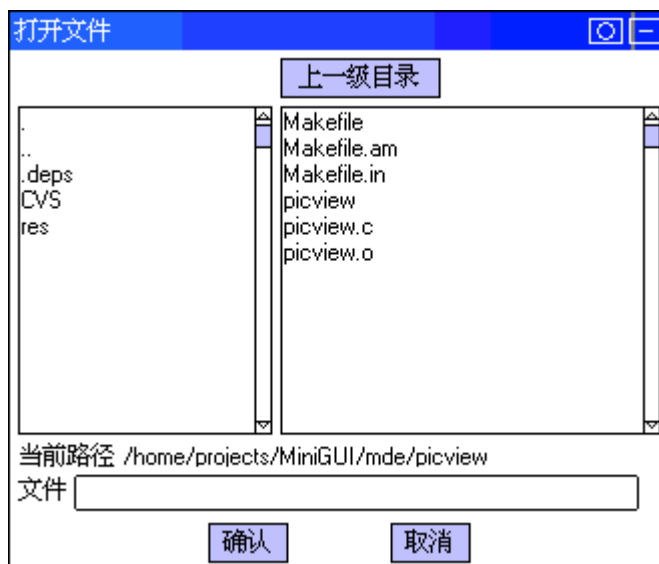 打开文件
上一级目录
.
..
.deps
CVS
res
Makefile
Makefile.am
Makefile.in
picview
picview.c
picview.o
当前路径 /home/projects/MiniGUI/mde/picview
文件
确认 取消